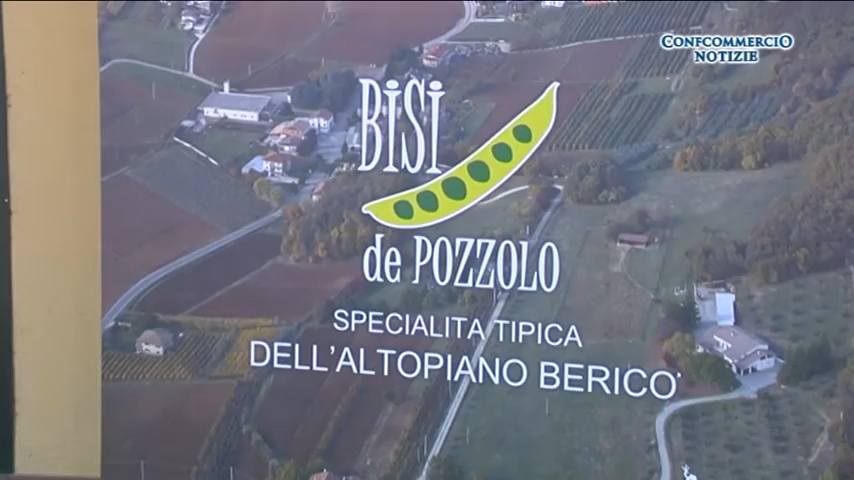 CONFCOMMERCIO
NOTIZIE
BiSi
de POZZOLO
SPECIALITA TIPICA
DELL'ALTOPIANO BERICO'